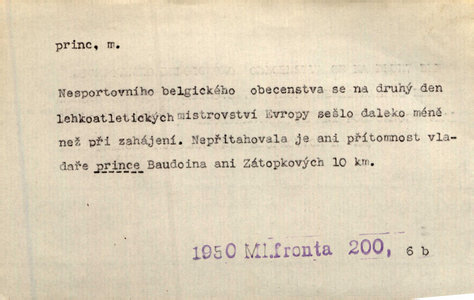 princ, m.
Nesportovního belgického obecenstva se na druhý den
lehkoatletických mistrovství Evropy sešlo daleko méně
než při zahájení. Nepřitahovala je ani přítomnost vla-
daře prince Baudoina ani Zátopkových 10 km.
1950 Ml.fronta 200, 6 b